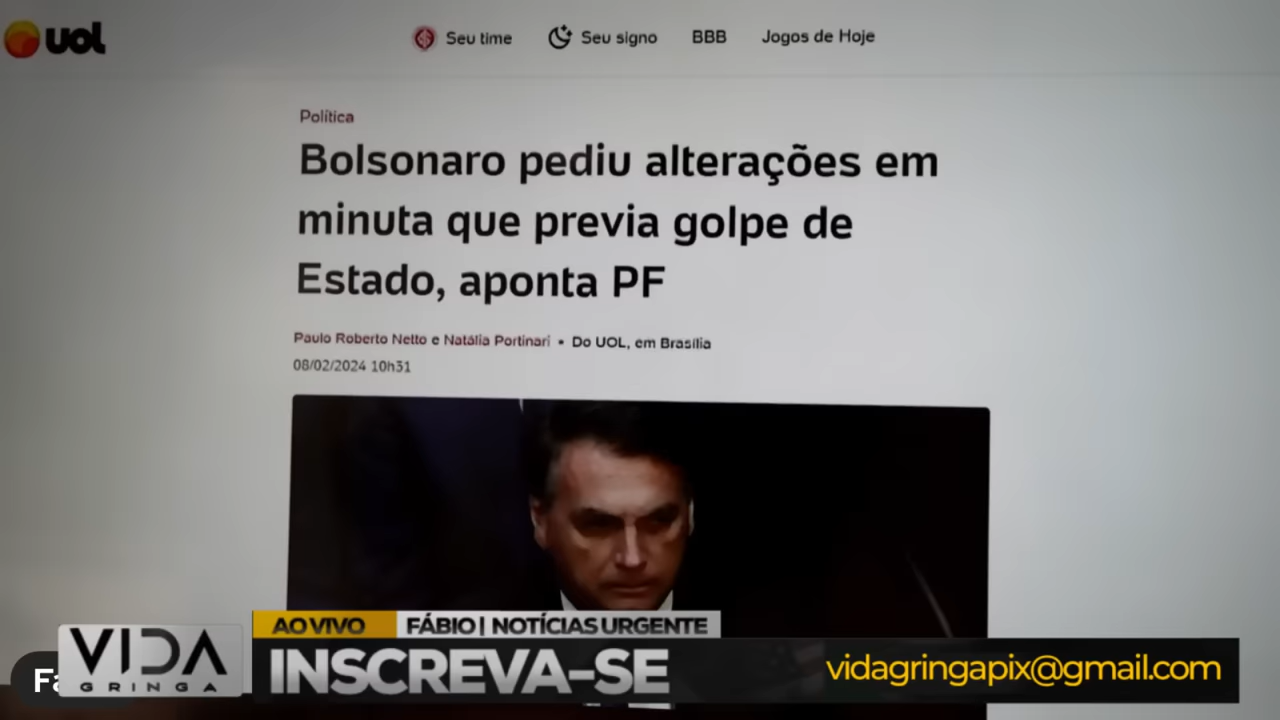 uol
Seu time
Seu signo
BBB
Jogos de Hoje
Política
Bolsonaro pediu alterações em
minuta que previa golpe de
Estado, aponta PF
Paulo Roberto Netto e Natália Portinari • Do UOL, em Brasília
08/02/2024 10h31
AO VIVO
FÁBIO | NOTÍCIAS URGENTE
VIDA
GRINGA
INSCREVA-SE
vidagringapix@gmail.com